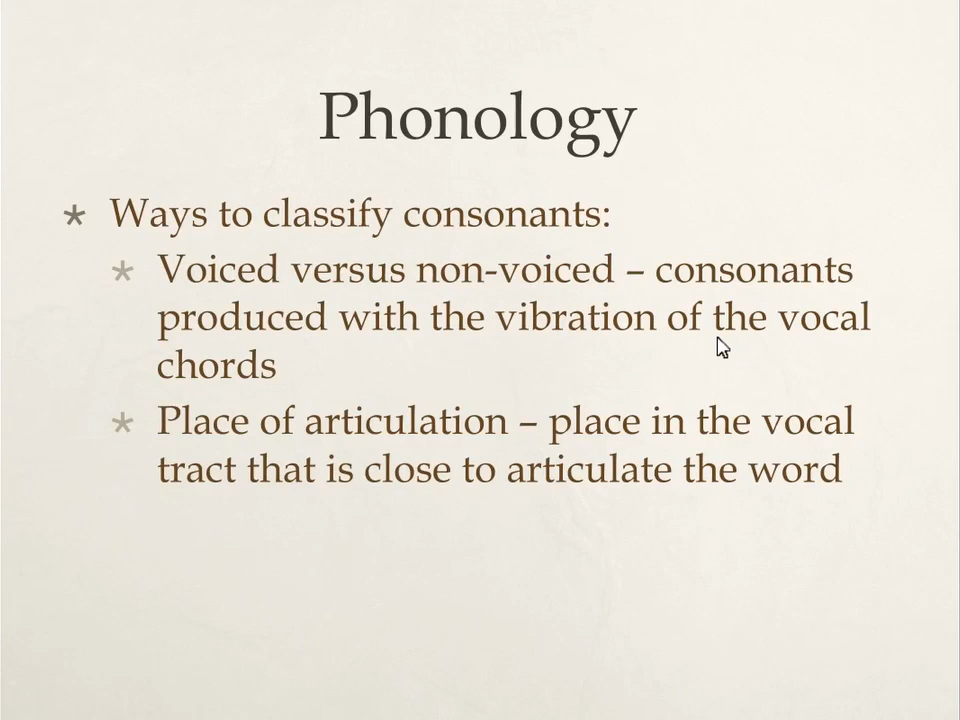 Phonology
* Ways to classify consonants:
* Voiced versus non-voiced – consonants
produced with the vibration of the vocal
chords
* Place of articulation – place in the vocal
tract that is close to articulate the word